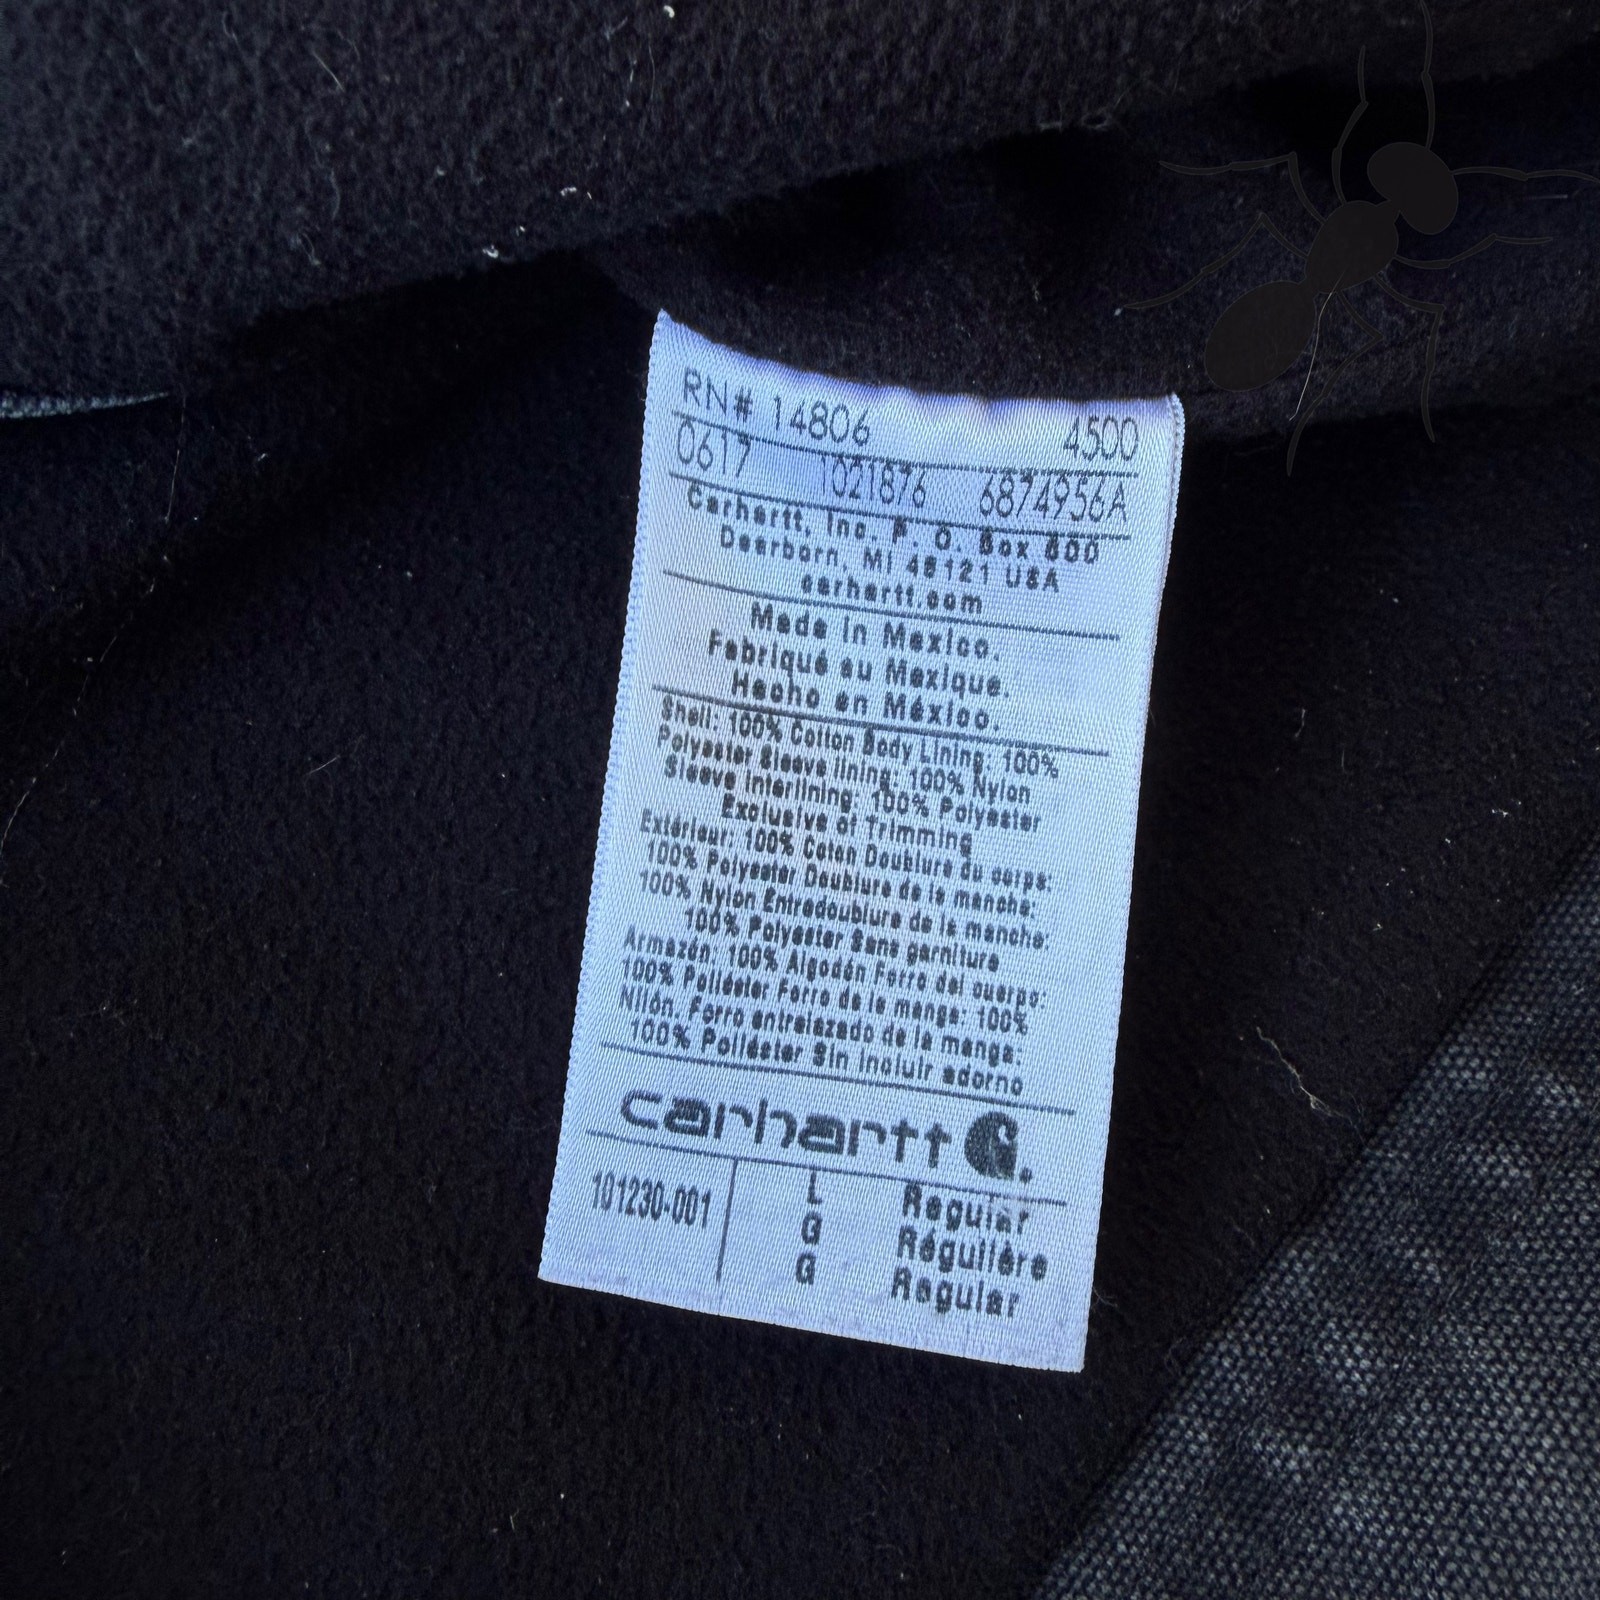 RN# 14806 4500
0617 1021876 6874956A
Carhartt, Inc. P. O. Box 600
Dearborn, MI 48121 USA
carhartt.com
Made in Mexico.
Fabriqué au Mexique.
Hecho en México.
Shell: 100% Cotton Body Lining: 100%
Polyester Sleeve lining: 100% Nylon
Sleeve interlining: 100% Polyester
Exclusive of Trimming
Extérieur: 100% Coton Doublure du corps:
100% Polyester Doublure de la manche:
100% Nylon Entredoublure de la manche:
100% Polyester Sans garniture
Armazón: 100% Algodón Forro del cuerpo:
100% Poliéster Forro de la manga: 100%
Nilón. Forro entrelazado de la manga:
100% Poliéster Sin incluir adorno
carhartt
101230-001 L Regular
G Régulière
G Regular